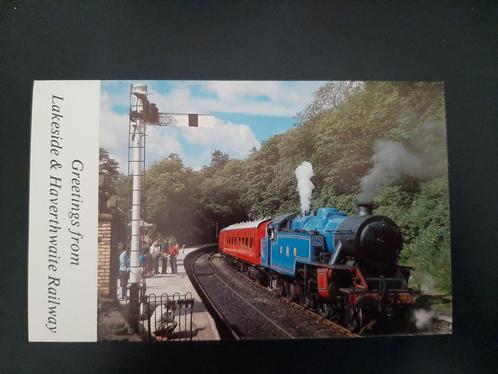 Greetings from
Lakeside & Haverthwaite Railway